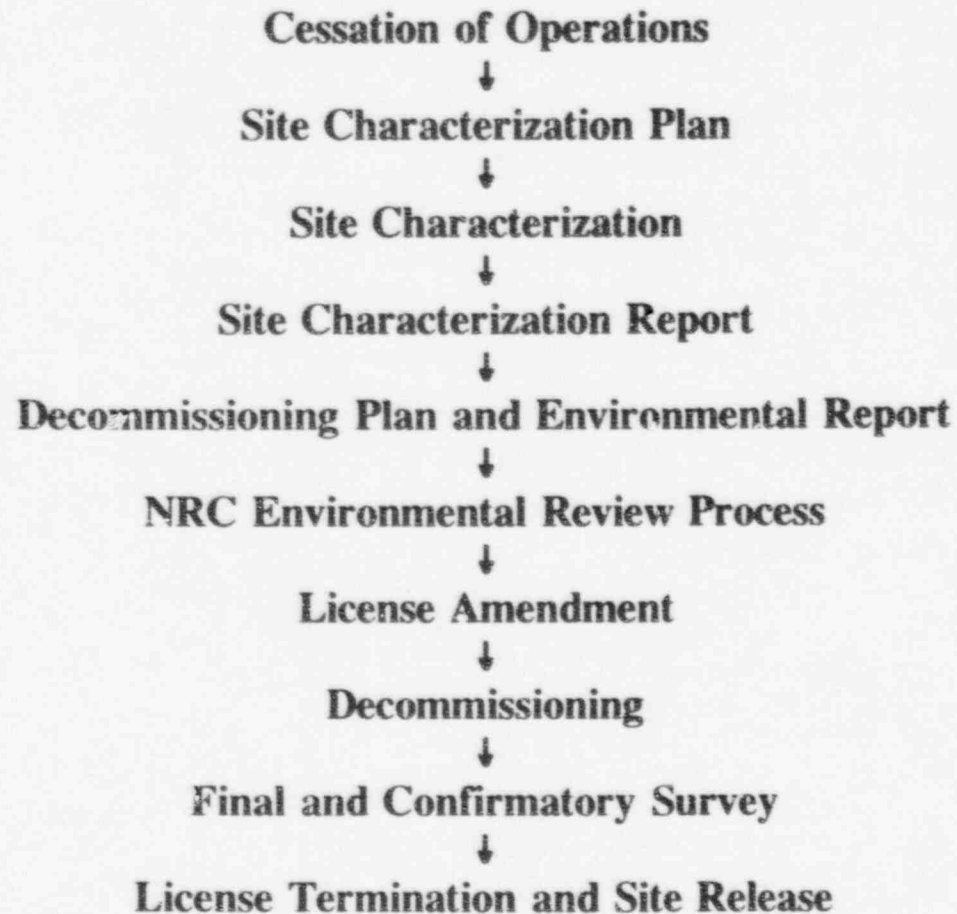 Cessation of Operations
↓
Site Characterization Plan
↓
Site Characterization
↓
Site Characterization Report
↓
Decommissioning Plan and Environmental Report
↓
NRC Environmental Review Process
↓
License Amendment
↓
Decommissioning
↓
Final and Confirmatory Survey
↓
License Termination and Site Release